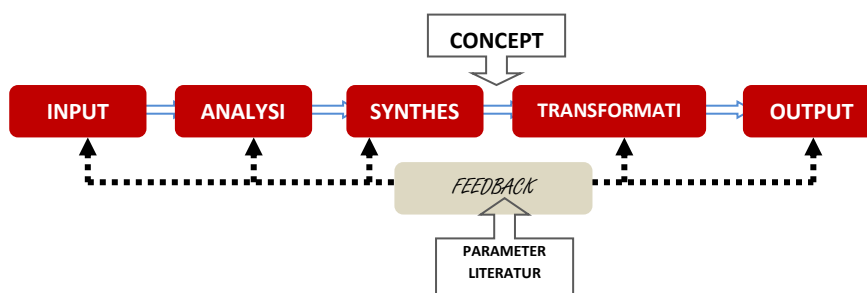 CONCEPT
INPUT
ANALYSI
SYNTHES
TRANSFORMATI
OUTPUT
FEEDBACK
PARAMETER
LITERATUR